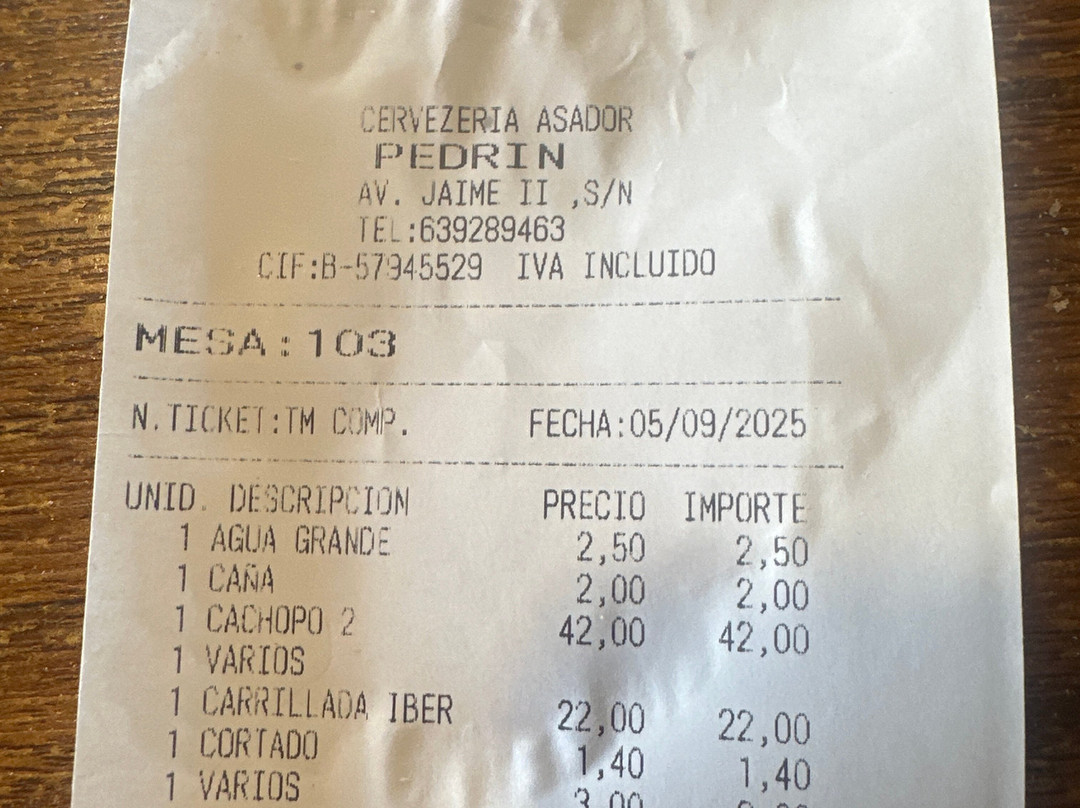 CERVEZERIA ASADOR
PEDRIN
AV. JAIME II ,S/N
TEL:639289463
CIF:B-57945529 IVA INCLUIDO
MESA:103
N.TICKET:TM COMP. FECHA:05/09/2025
UNID. DESCRIPCION PRECIO IMPORTE
1 AGUA GRANDE 2,50 2,50
1 CAÑA 2,00 2,00
1 CACHOPO 2 42,00 42,00
1 VARIOS
1 CARRILLADA IBER 22,00 22,00
1 CORTADO 1,40 1,40
1 VARIOS 3,00